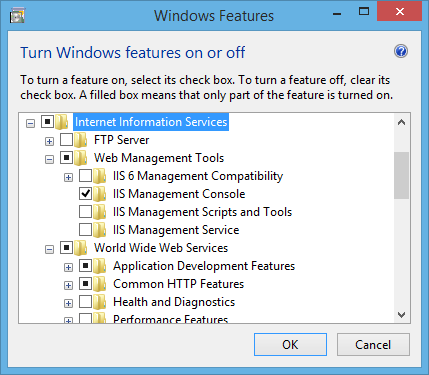 Windows Features
Turn Windows features on or off
To turn a feature on, select its check box. To turn a feature off, clear its
check box. A filled box means that only part of the feature is turned on.
Internet Information Services
FTP Server
Web Management Tools
IIS 6 Management Compatibility
IIS Management Console
IIS Management Scripts and Tools
IIS Management Service
World Wide Web Services
Application Development Features
Common HTTP Features
Health and Diagnostics
Performance Features
OK
Cancel